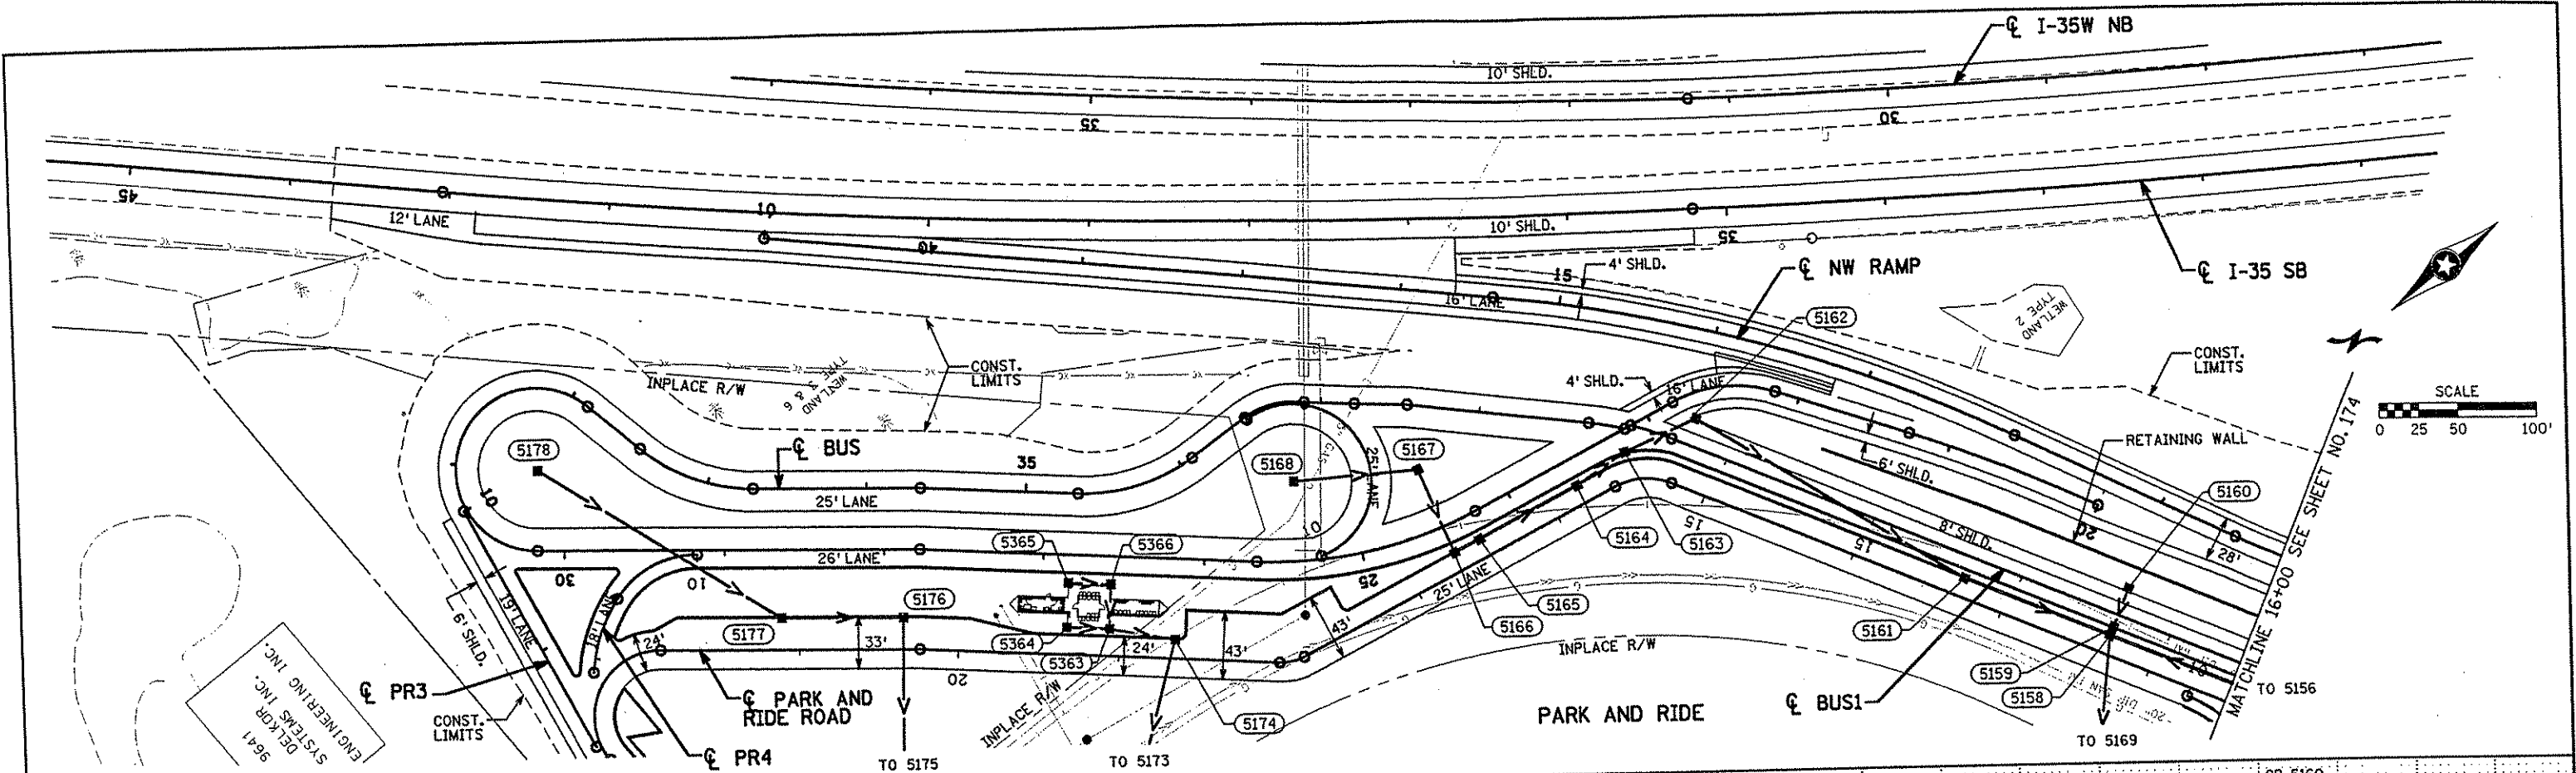 ℄ I-35W NB
10' SHLD.
35
30
45
12' LANE
10
40
10' SHLD.
35
15
4' SHLD.
16' LANE
℄ NW RAMP
℄ I-35 SB
WETLAND
TYPE 2
5162
CONST.
LIMITS
CONST.
LIMITS
INPLACE R/W
WETLAND
TYPE 3 & 6
4' SHLD.
16' LANE
SCALE
0 25 50 100'
RETAINING WALL
MATCHLINE 16+00 SEE SHEET NO. 174
5178
℄ BUS
35
25' LANE
5168
5167
25' LANE
6' SHLD.
5160
20
28'
10
10
5365
5366
5164
5163
8' SHLD.
15
15
26' LANE
30
10
25
25' LANE
5165
5166
5176
5177
5364
5363
24'
33'
24'
43'
43'
18' LANE
19' LANE
6' SHLD.
5161
5159
5158
10
TO 5156
INPLACE R/W
INPLACE R/W
20
℄ PR3
℄ PARK AND
RIDE ROAD
5174
PARK AND RIDE
℄ BUS1
CONST.
LIMITS
℄ PR4
TO 5175
TO 5173
TO 5169
9641
DELKOR
SYSTEMS INC.
ENGINEERING INC.